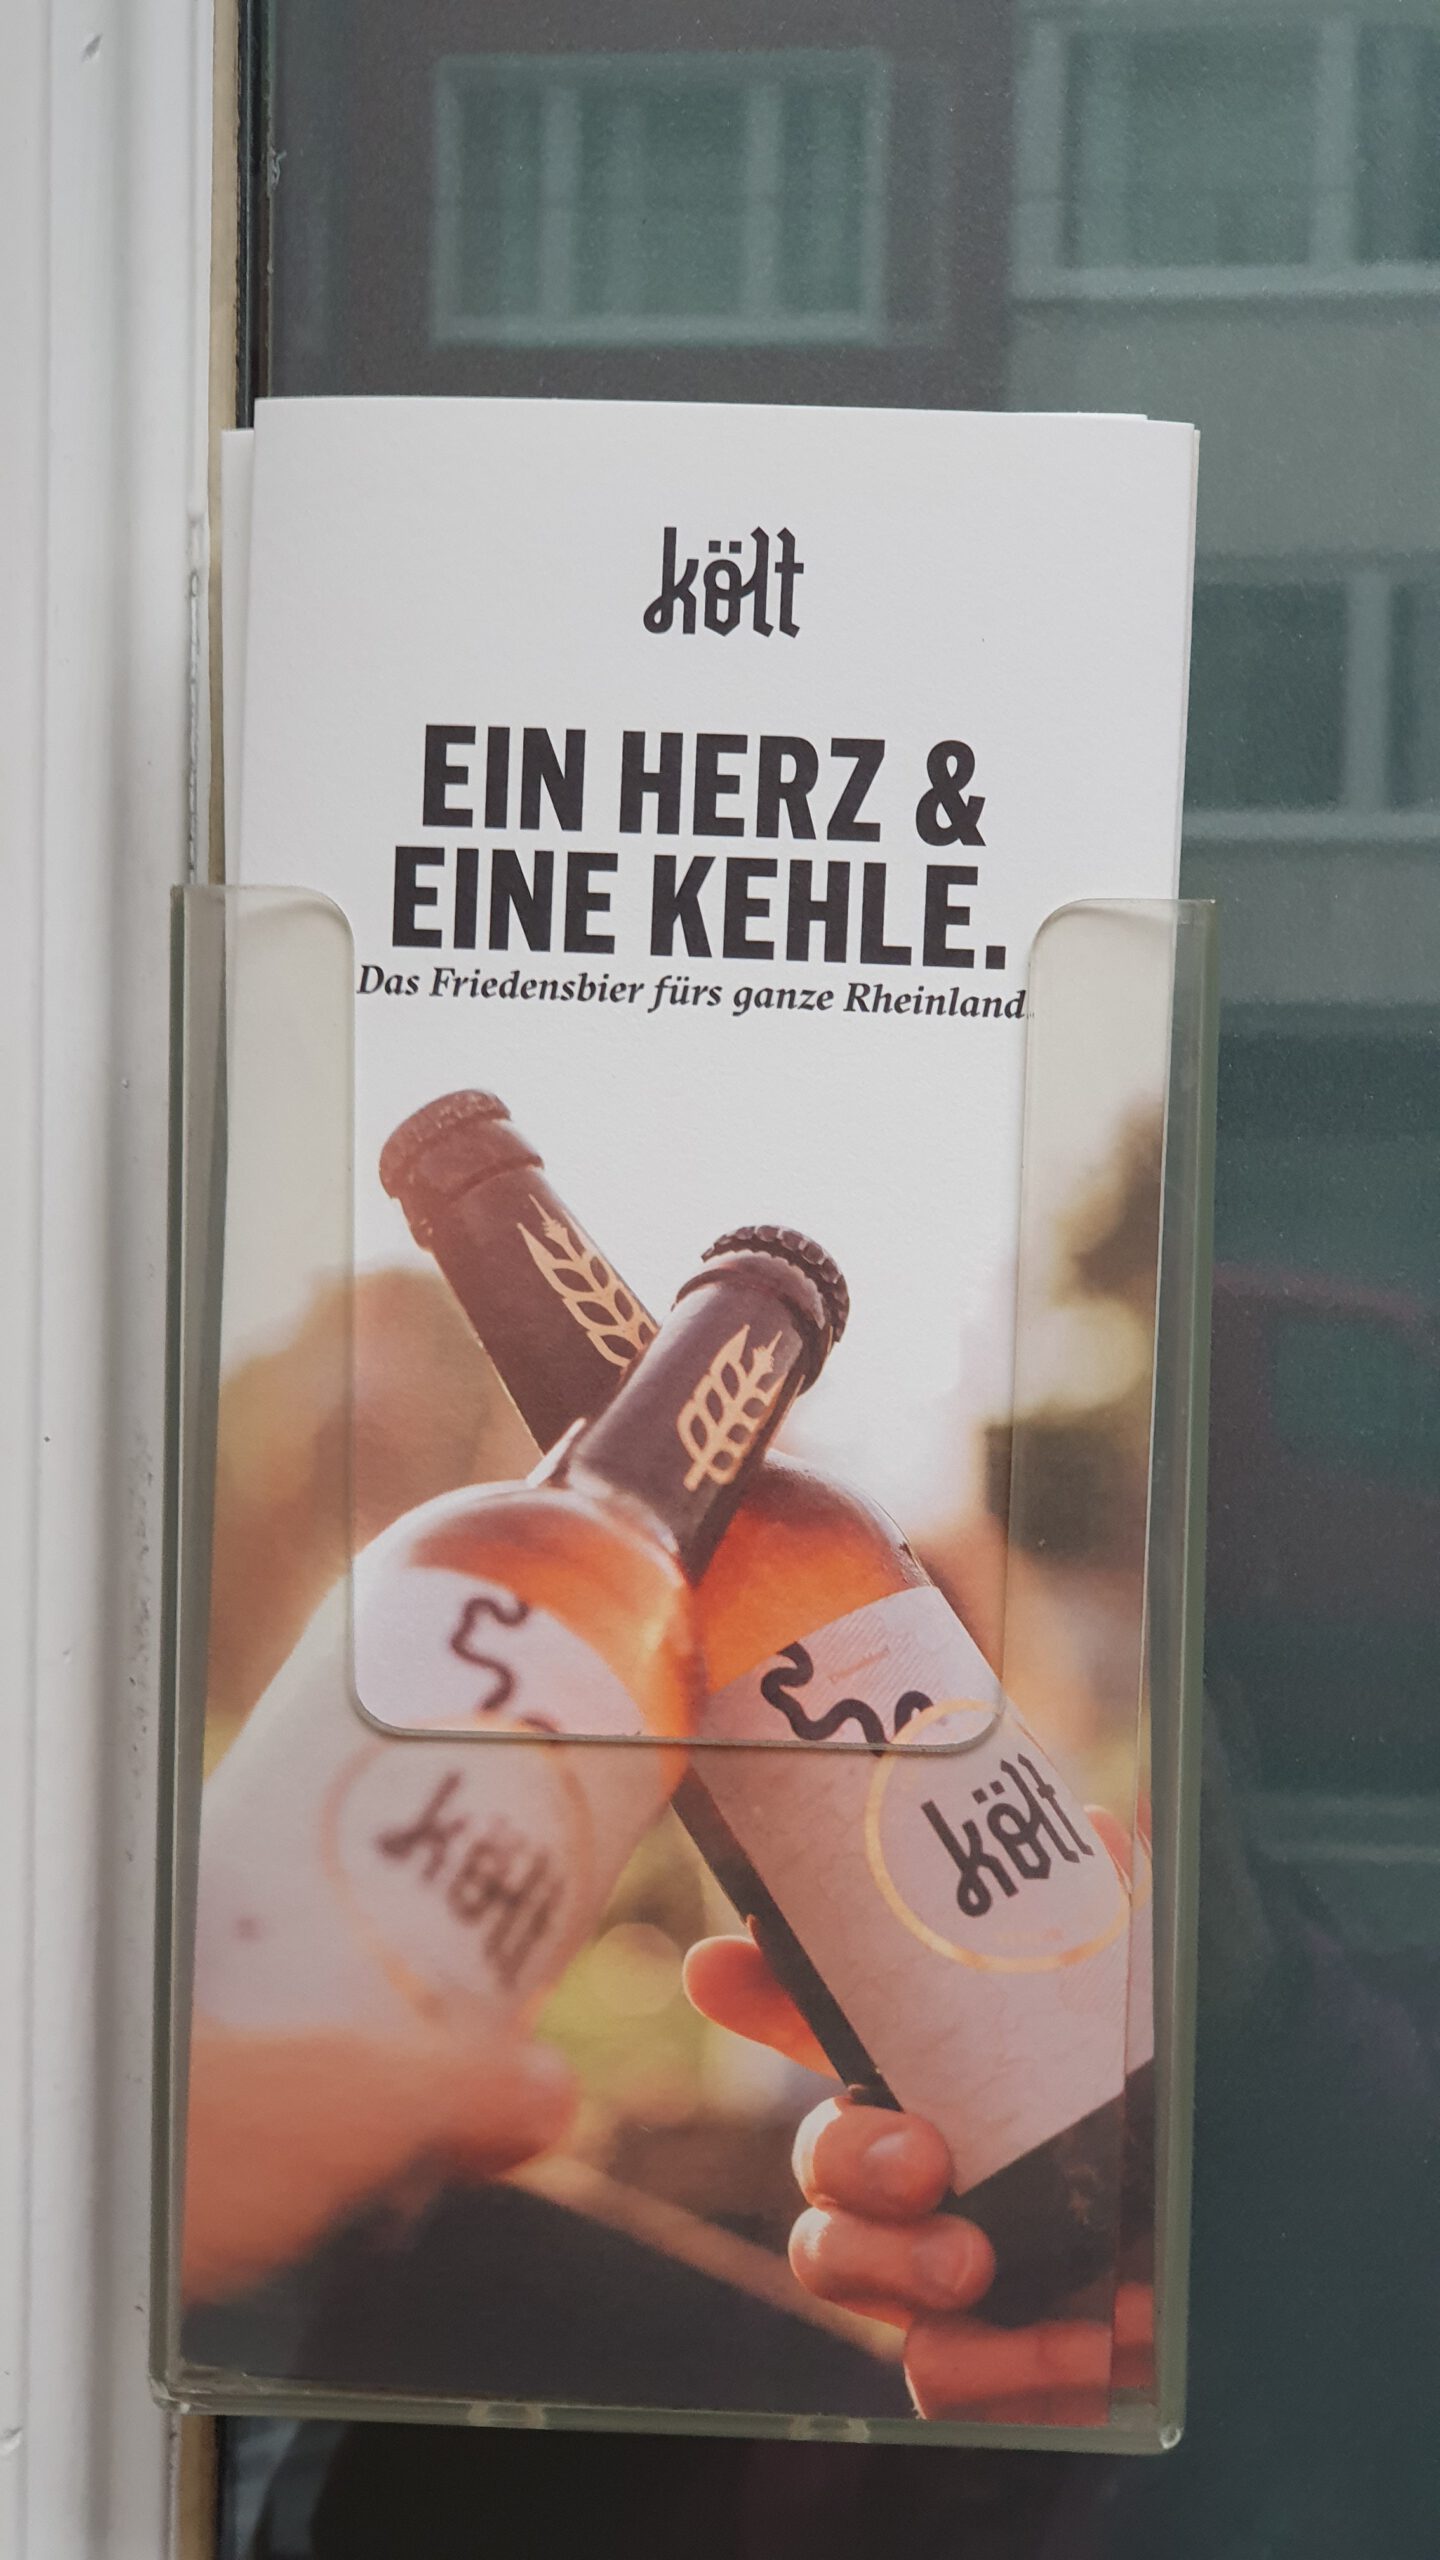 költ
EIN HERZ &
EINE KEHLE.
Das Friedensbier fürs ganze Rheinland.
költ
költ